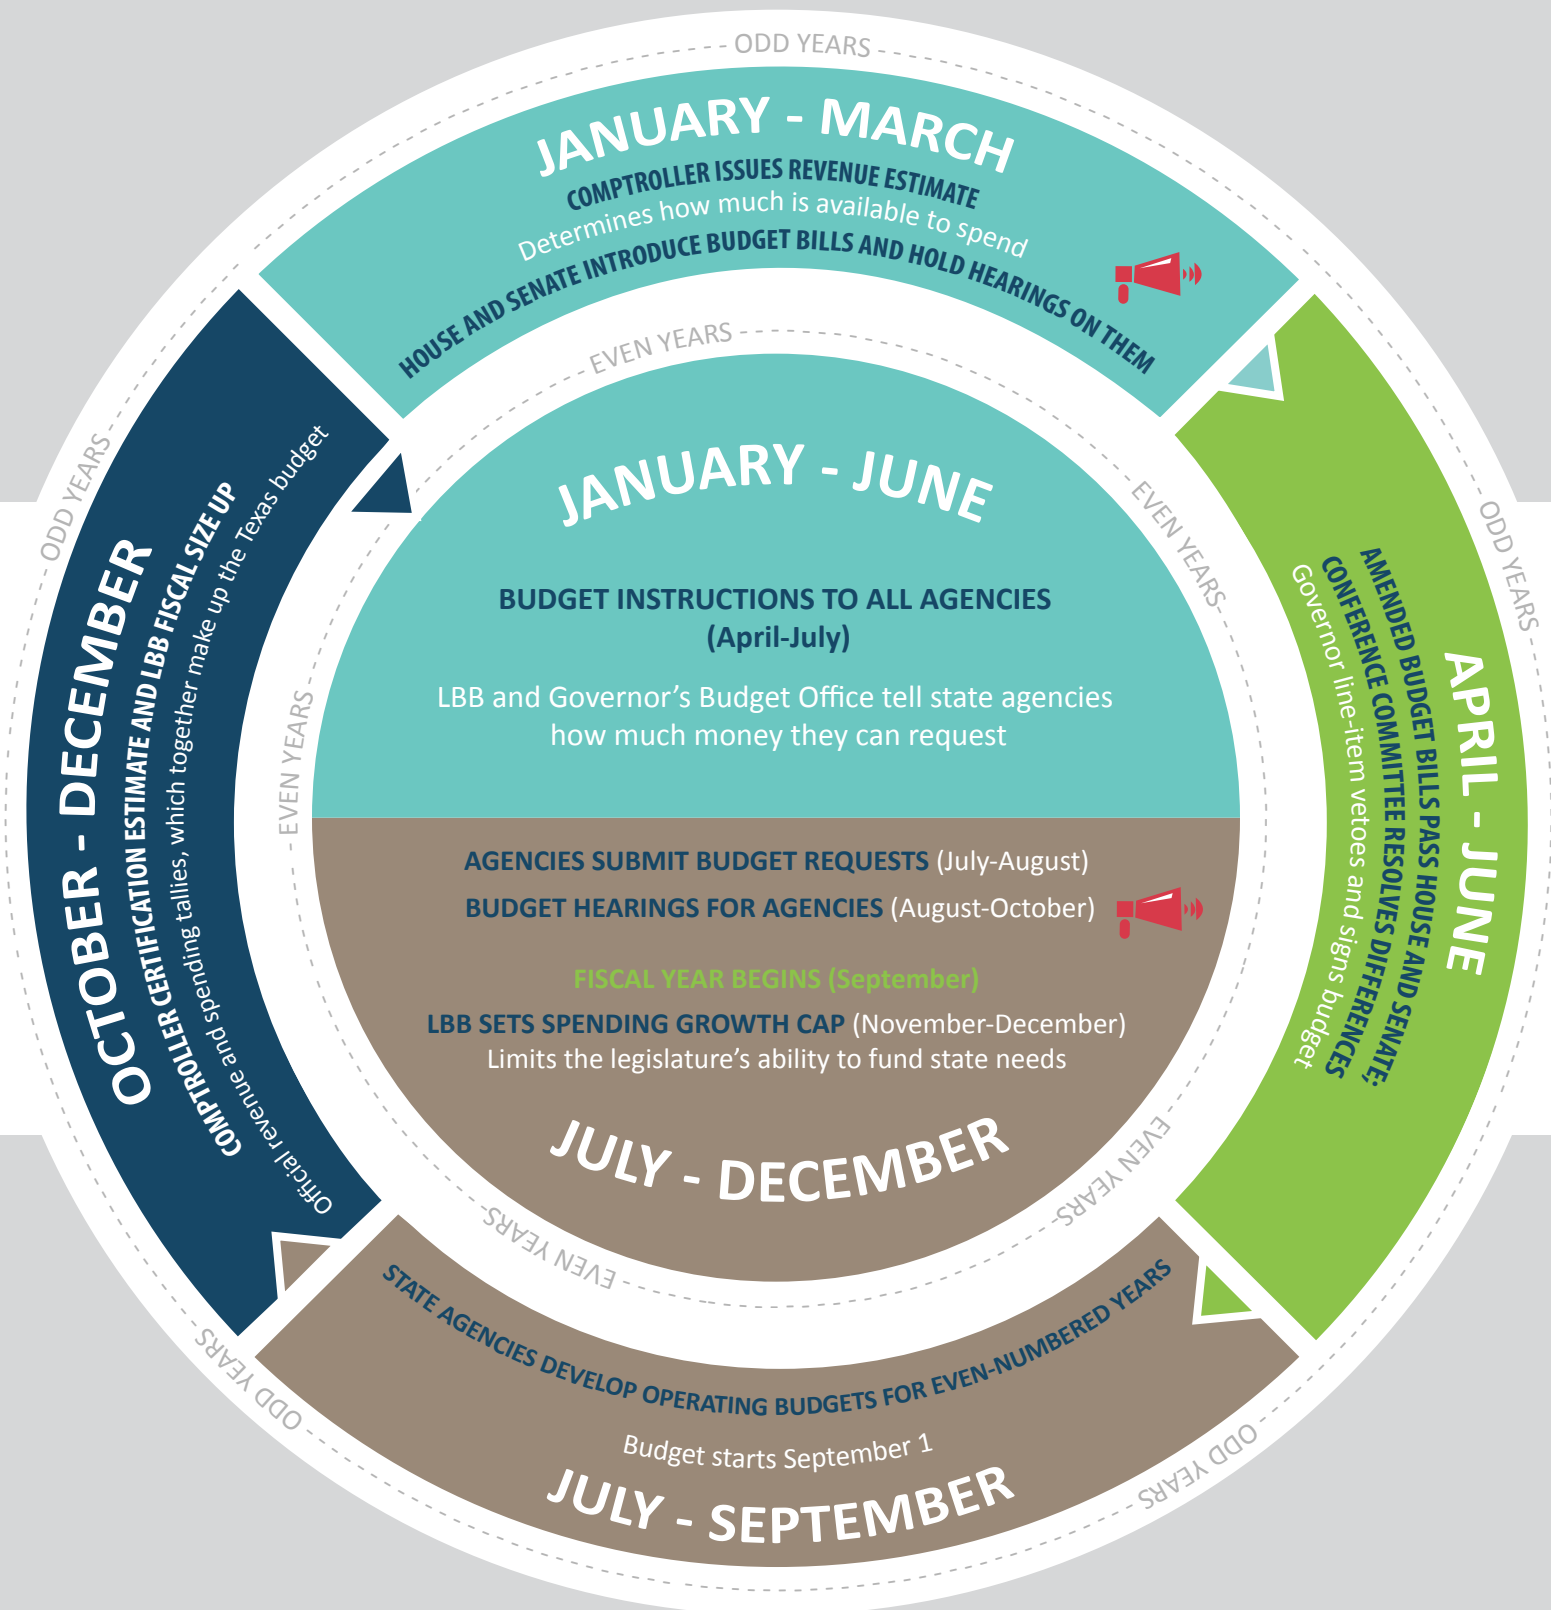 ODD YEARS
JANUARY - MARCH
COMPTROLLER ISSUES REVENUE ESTIMATE
Determines how much is available to spend
HOUSE AND SENATE INTRODUCE BUDGET BILLS AND HOLD HEARINGS ON THEM
ODD YEARS
APRIL - JUNE
AMENDED BUDGET BILLS PASS HOUSE AND SENATE;
CONFERENCE COMMITTEE RESOLVES DIFFERENCES
Governor line-item vetoes and signs budget
ODD YEARS
STATE AGENCIES DEVELOP OPERATING BUDGETS FOR EVEN-NUMBERED YEARS
Budget starts September 1
JULY - SEPTEMBER
ODD YEARS
ODD YEARS
OCTOBER - DECEMBER
COMPTROLLER CERTIFICATION ESTIMATE AND LBB FISCAL SIZE UP
Official revenue and spending tallies, which together make up the Texas budget
EVEN YEARS
EVEN YEARS
JANUARY - JUNE
BUDGET INSTRUCTIONS TO ALL AGENCIES
(April-July)
LBB and Governor's Budget Office tell state agencies
how much money they can request
EVEN YEARS
AGENCIES SUBMIT BUDGET REQUESTS (July-August)
BUDGET HEARINGS FOR AGENCIES (August-October)
FISCAL YEAR BEGINS (September)
LBB SETS SPENDING GROWTH CAP (November-December)
Limits the legislature's ability to fund state needs
JULY - DECEMBER
EVEN YEARS
EVEN YEARS